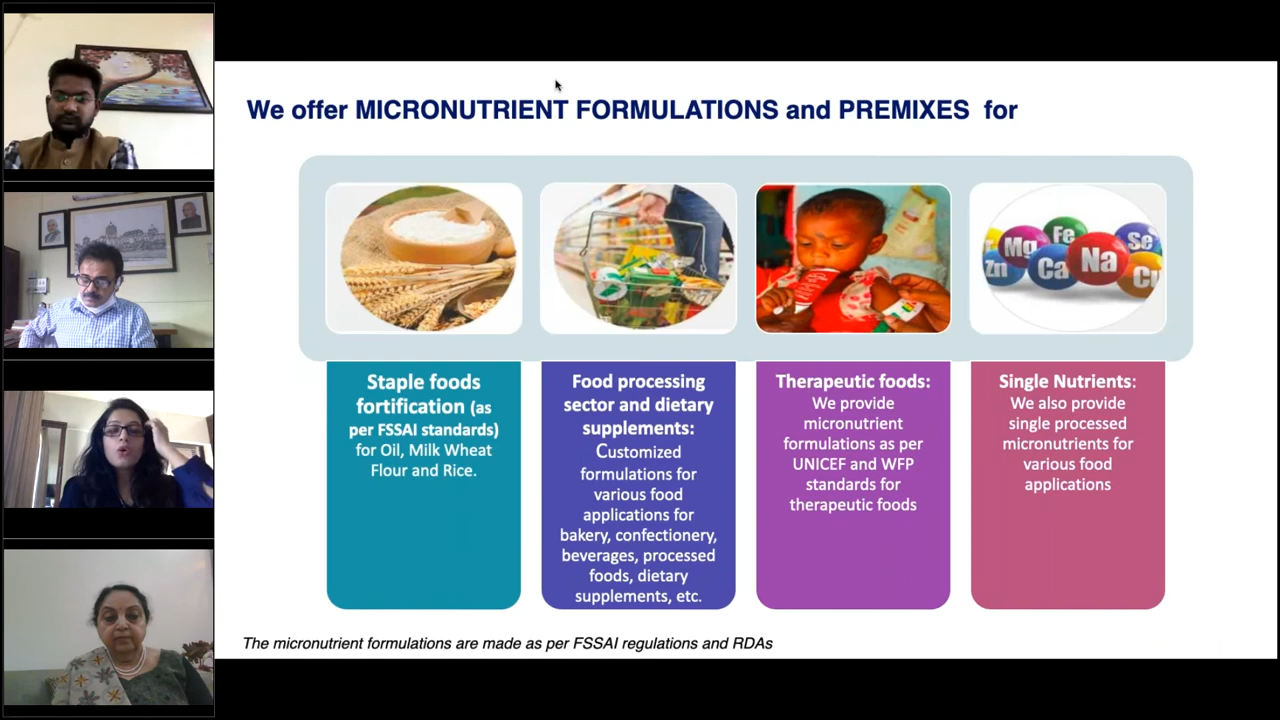 We offer MICRONUTRIENT FORMULATIONS and PREMIXES for
Mg
Fe
Se
Zn
Ca
Na
Staple foods
fortification (as
per FSSAI standards)
for Oil, Milk Wheat
Flour and Rice.
Food processing
sector and dietary
supplements:
Customized
formulations for
various food
applications for
bakery, confectionery,
beverages, processed
foods, dietary
supplements, etc.
Therapeutic foods:
We provide
micronutrient
formulations as per
UNICEF and WFP
standards for
therapeutic foods
Single Nutrients:
We also provide
single processed
micronutrients for
various food
applications
The micronutrient formulations are made as per FSSAI regulations and RDAs